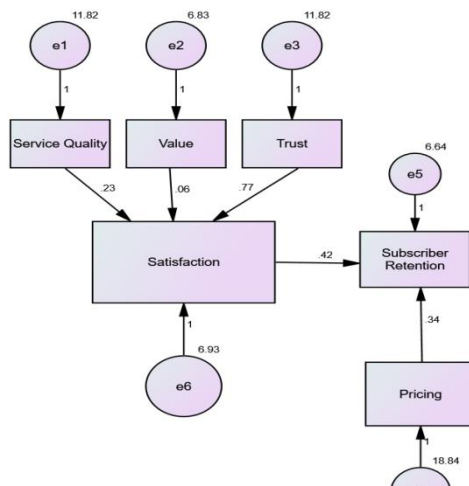 11.82
6.83
11.82
e1
e2
e3
1
1
1
Service Quality
Value
Trust
6.64
e5
.23
.06
.77
1
Satisfaction
.42
Subscriber
Retention
1
.34
6.93
e6
Pricing
1
18.84